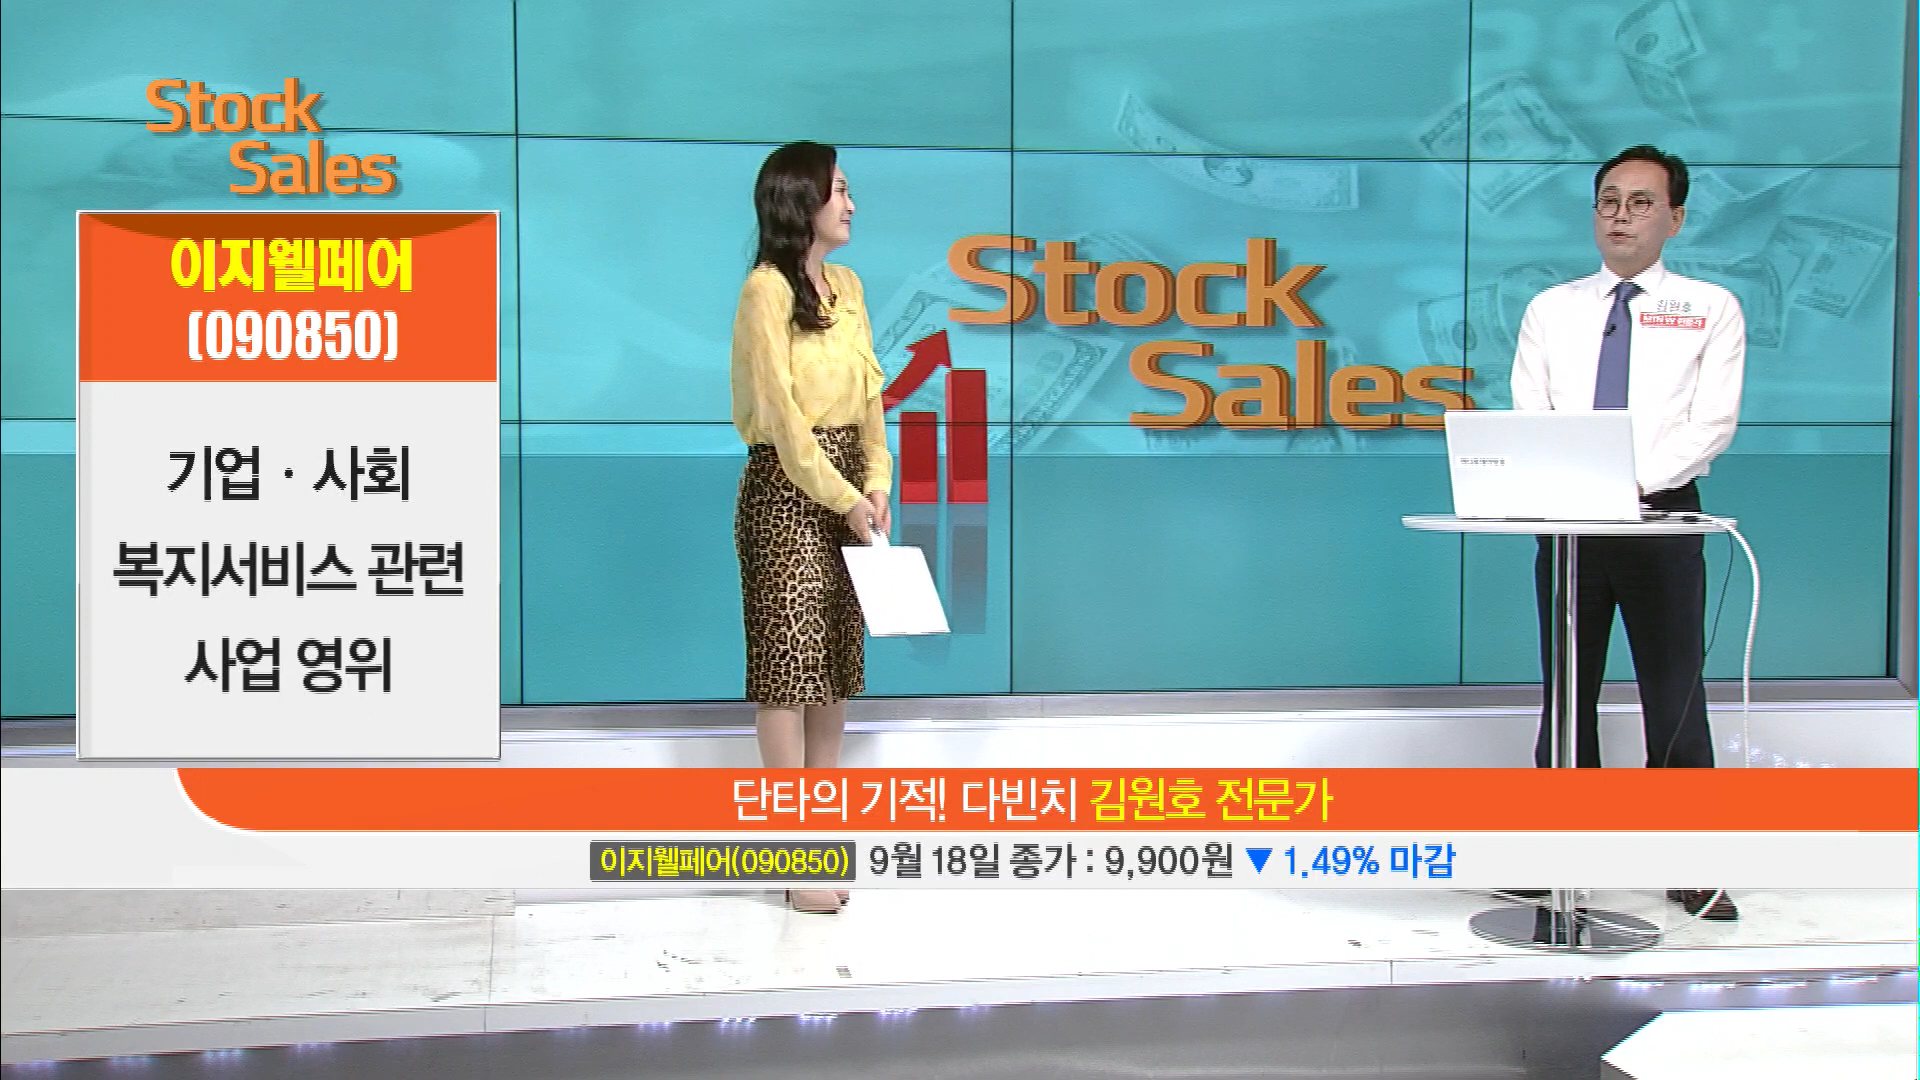 Stock
Sales
이지웰페어
(090850)
기업 · 사회
복지서비스 관련
사업 영위
Stock
Sales
김원호
단타의 기적! 다빈치 김원호 전문가
이지웰페어(090850) 9월 18일 종가 : 9,900원 ▼ 1.49% 마감